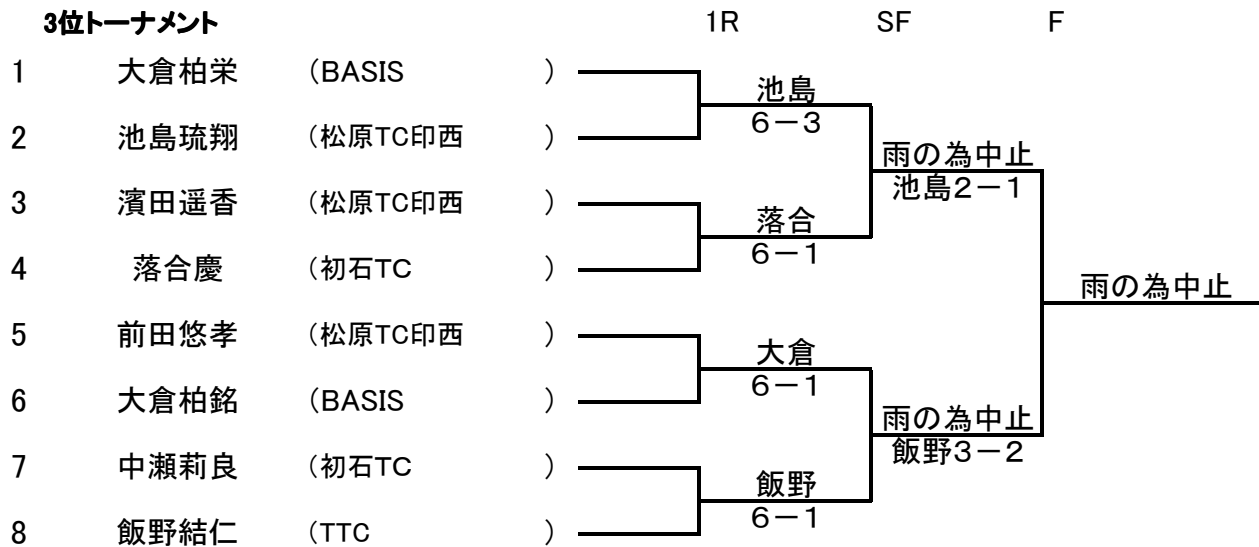 3位トーナメント 1R SF F
1 大倉柏栄 (BASIS )
池島
6-3
2 池島琉翔 (松原TC印西 )
雨の為中止
池島2-1
3 濱田遥香 (松原TC印西 )
落合
6-1
4 落合慶 (初石TC )
雨の為中止
5 前田悠孝 (松原TC印西 )
大倉
6-1
6 大倉柏銘 (BASIS )
雨の為中止
飯野3-2
7 中瀬莉良 (初石TC )
飯野
6-1
8 飯野結仁 (TTC )